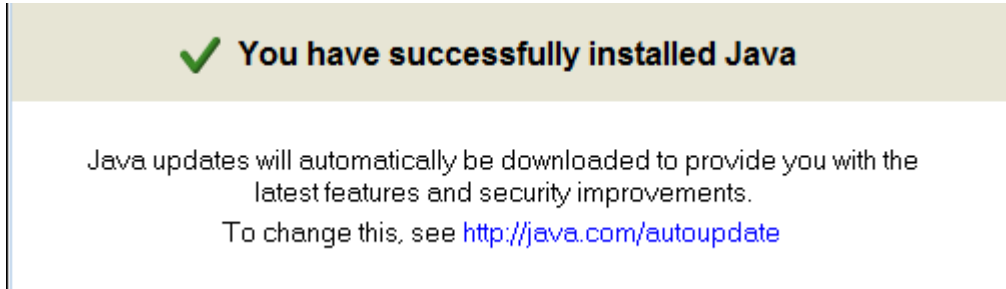 You have successfully installed Java
Java updates will automatically be downloaded to provide you with the
latest features and security improvements.
To change this, see http://java.com/autoupdate